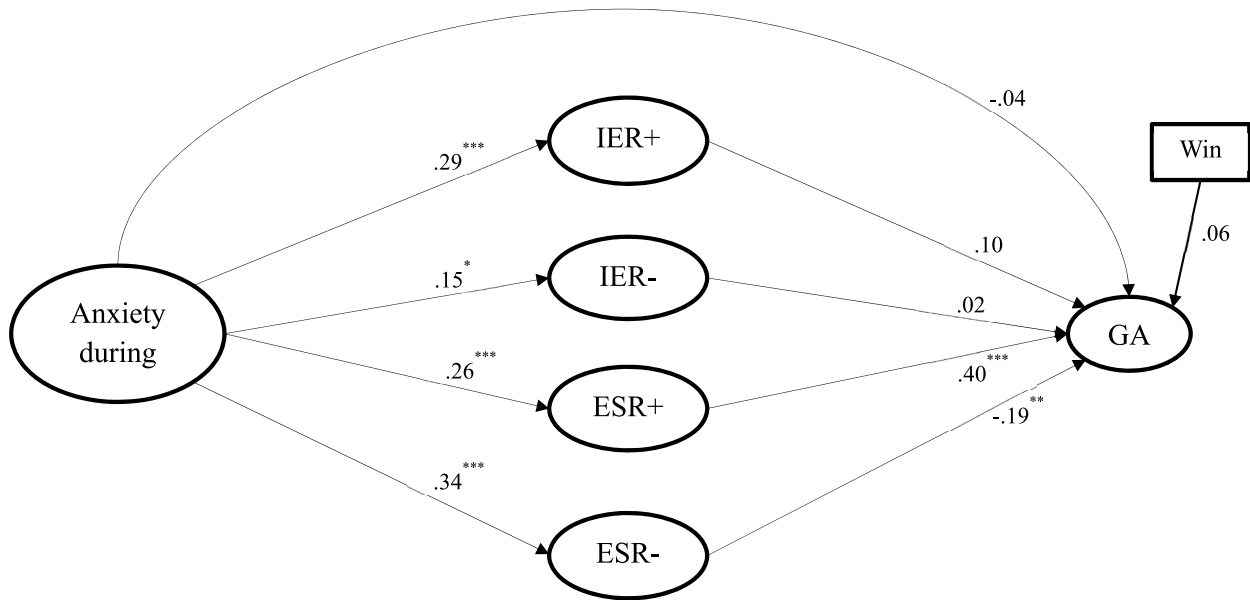 -.04
Win
IER+
.29***
.06
.10
IER-
.15*
.02
Anxiety
during
GA
.26***
.40***
ESR+
-.19**
.34***
ESR-